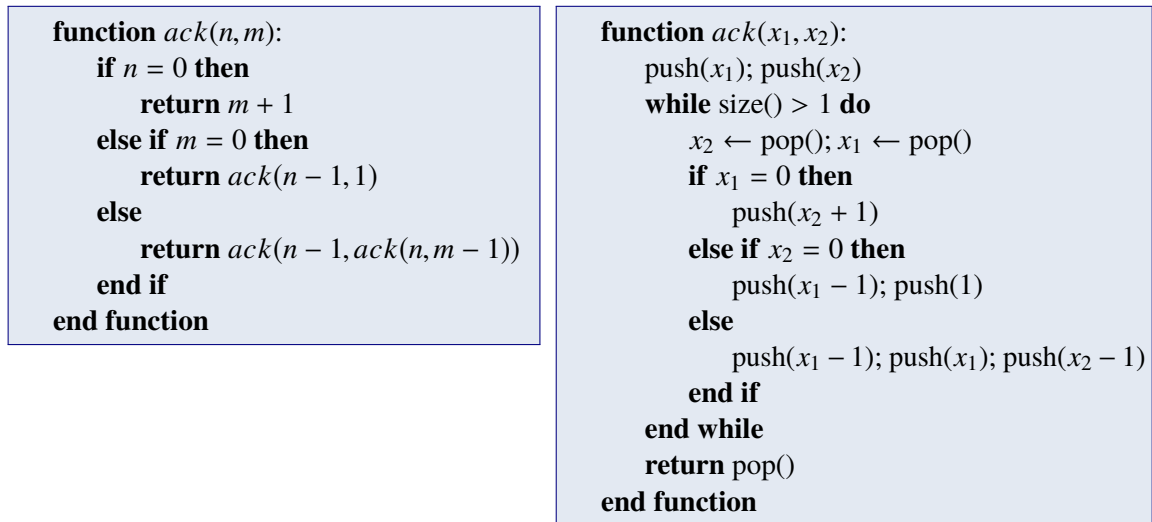 function ack(n,m):
if n = 0 then
return m + 1
else if m = 0 then
return ack(n − 1,1)
else
return ack(n − 1,ack(n,m − 1))
end if
end function
function ack(x₁,x₂):
push(x₁); push(x₂)
while size() > 1 do
x₂ ← pop(); x₁ ← pop()
if x₁ = 0 then
push(x₂ + 1)
else if x₂ = 0 then
push(x₁ − 1); push(1)
else
push(x₁ − 1); push(x₁); push(x₂ − 1)
end if
end while
return pop()
end function